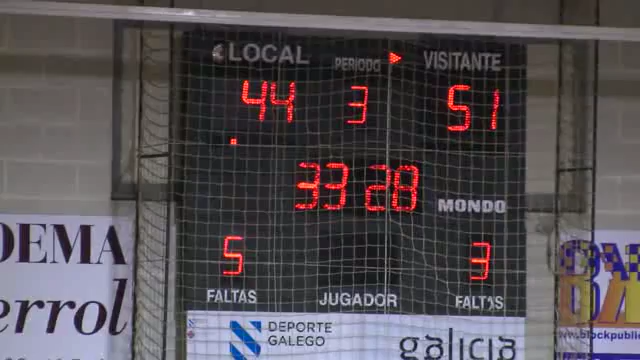 LOCAL PERIODO VISITANTE
44 3 51
33 28
MONDO
5 3
FALTAS JUGADOR FALTAS
DEPORTE
GALEGO
galicia
DEMA
errol